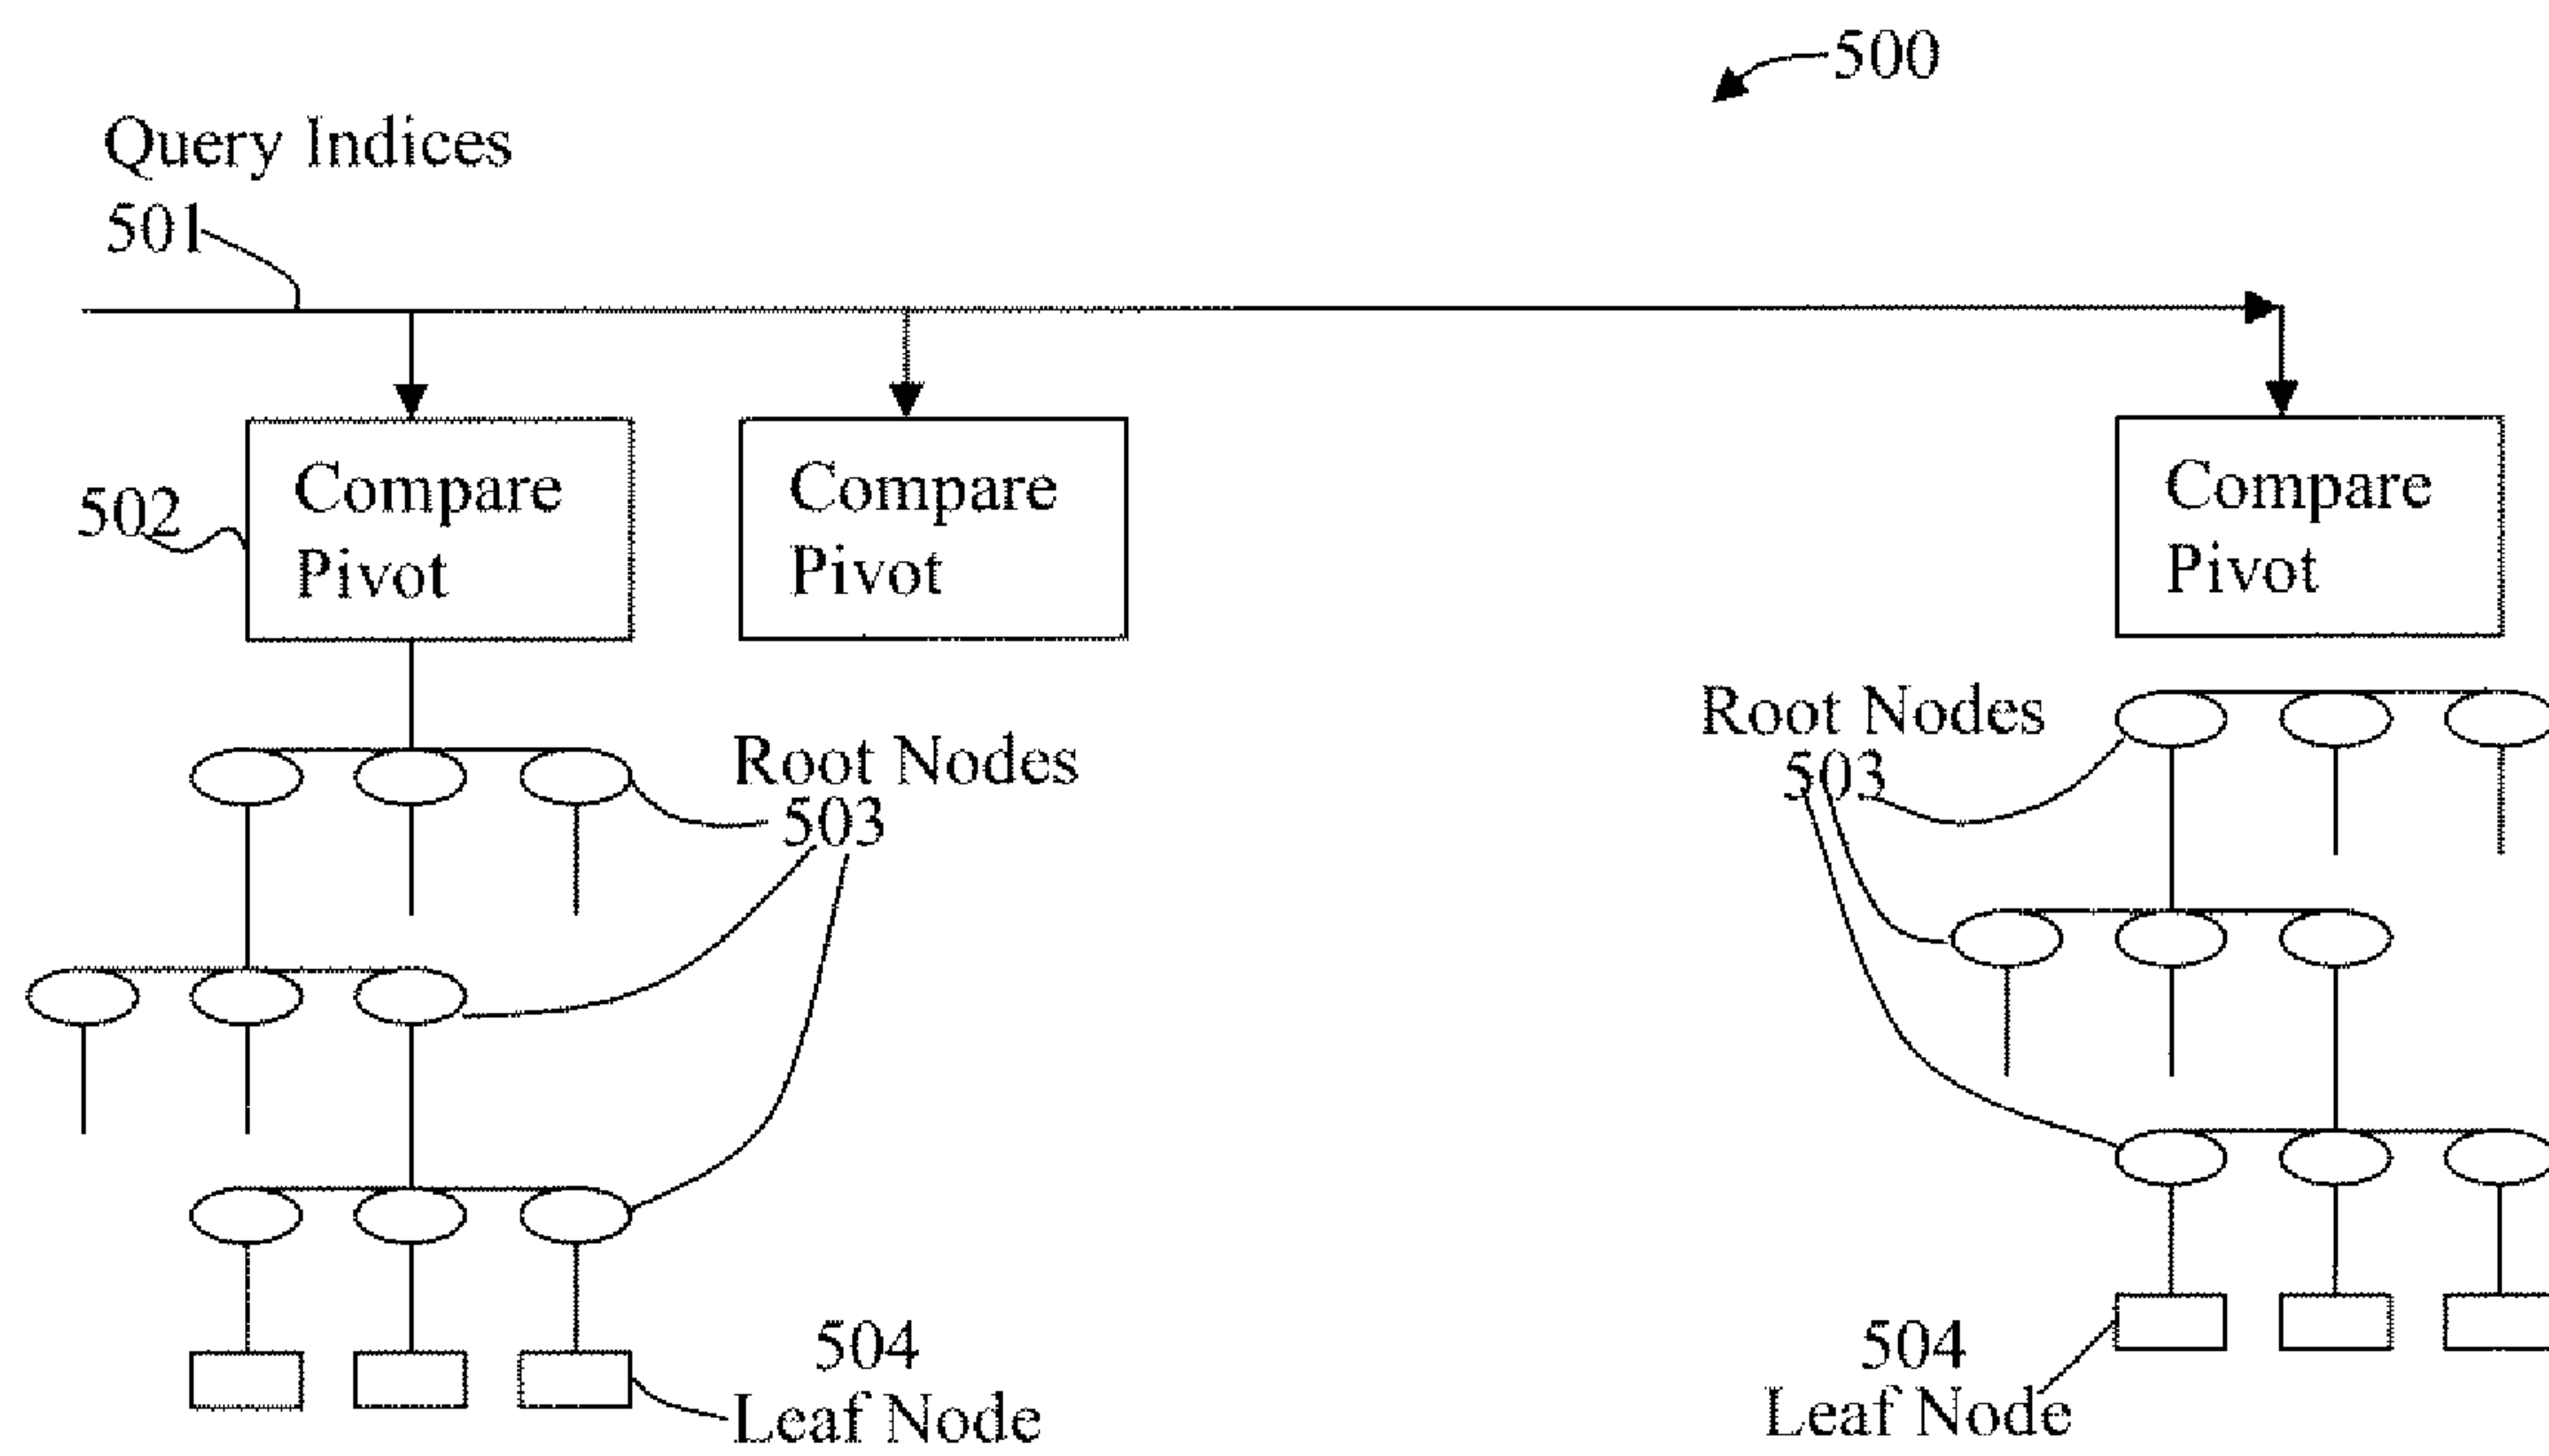 500
Query Indices
501
Compare
Pivot
Compare
Pivot
Compare
Pivot
502
Root Nodes
503
Root Nodes
503
504
Leaf Node
504
Leaf Node